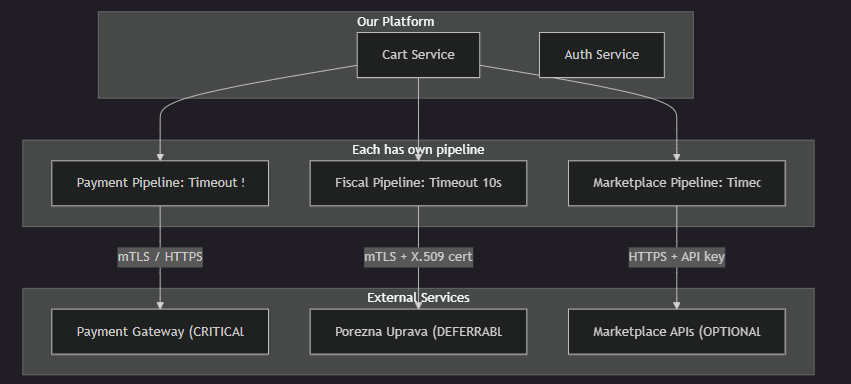 Our Platform
Cart Service
Auth Service
Each has own pipeline
Payment Pipeline: Timeout
Fiscal Pipeline: Timeout 10s
Marketplace Pipeline:
mTLS / HTTPS
mTLS + X.509 cert
HTTPS + API key
External Services
Payment Gateway (CRITICAL
Porezna Uprava (DEFERRABL
Marketplace APIs (OPTIONAL